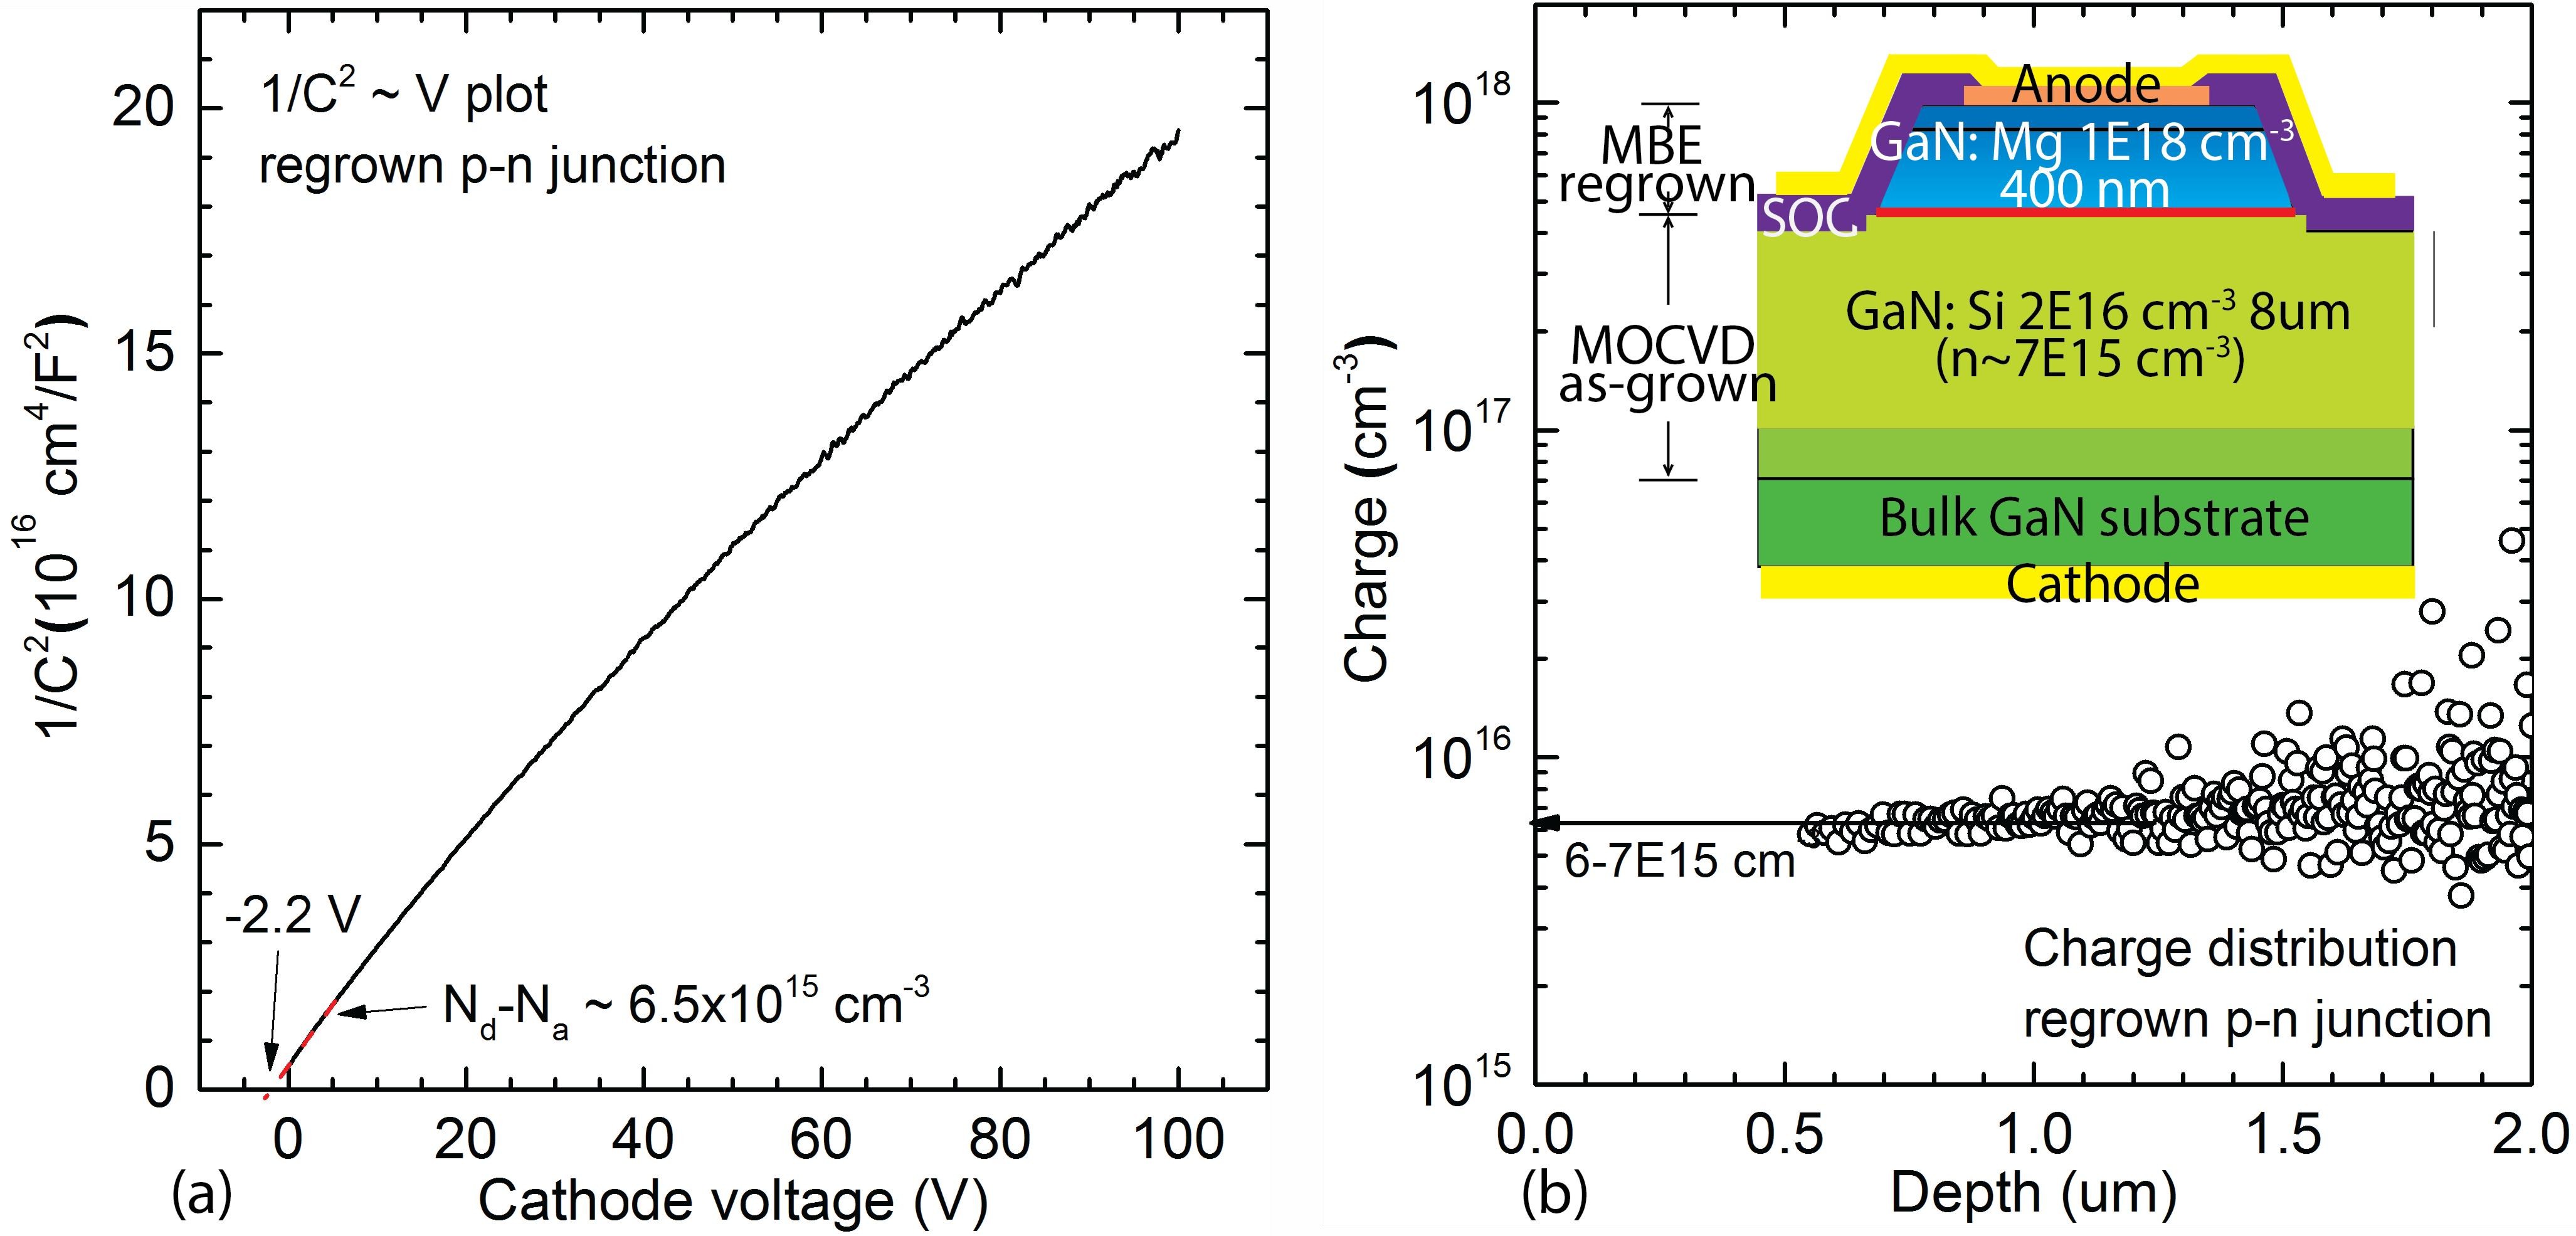 1/C² ~ V plot
regrown p-n junction
20
15
10
5
0
1/C²(10¹⁶ cm⁴/F²)
-2.2 V
N_d-N_a ~ 6.5x10¹⁵ cm⁻³
0 20 40 60 80 100
(a) Cathode voltage (V)
10¹⁸
10¹⁷
10¹⁶
10¹⁵
Charge (cm⁻³)
MBE
regrown
MOCVD
as-grown
Anode
GaN: Mg 1E18 cm⁻³
400 nm
SOG
GaN: Si 2E16 cm⁻³ 8um
(n~7E15 cm⁻³)
Bulk GaN substrate
Cathode
6-7E15 cm
Charge distribution
regrown p-n junction
0.0 0.5 1.0 1.5 2.0
(b) Depth (um)